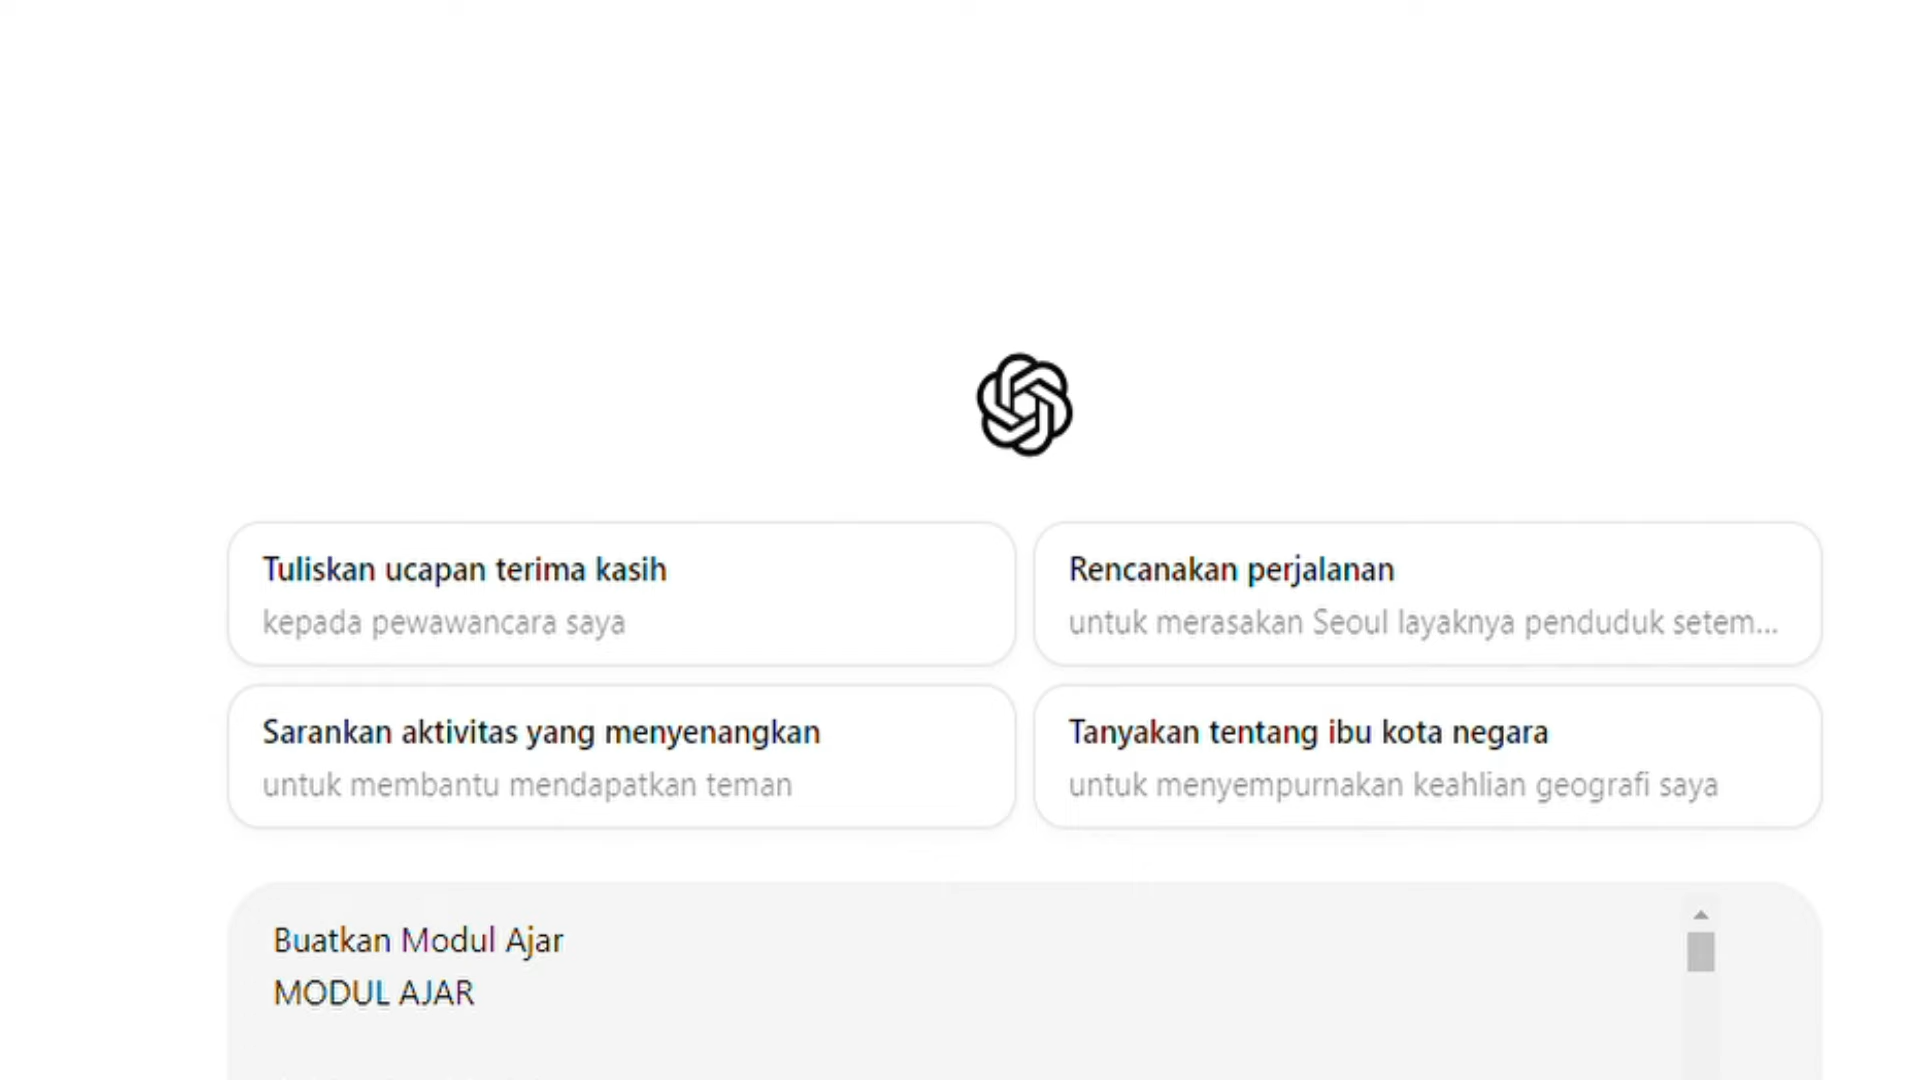 Tuliskan ucapan terima kasih
kepada pewawancara saya
Rencanakan perjalanan
untuk merasakan Seoul layaknya penduduk setem...
Sarankan aktivitas yang menyenangkan
untuk membantu mendapatkan teman
Tanyakan tentang ibu kota negara
untuk menyempurnakan keahlian geografi saya
Buatkan Modul Ajar
MODUL AJAR